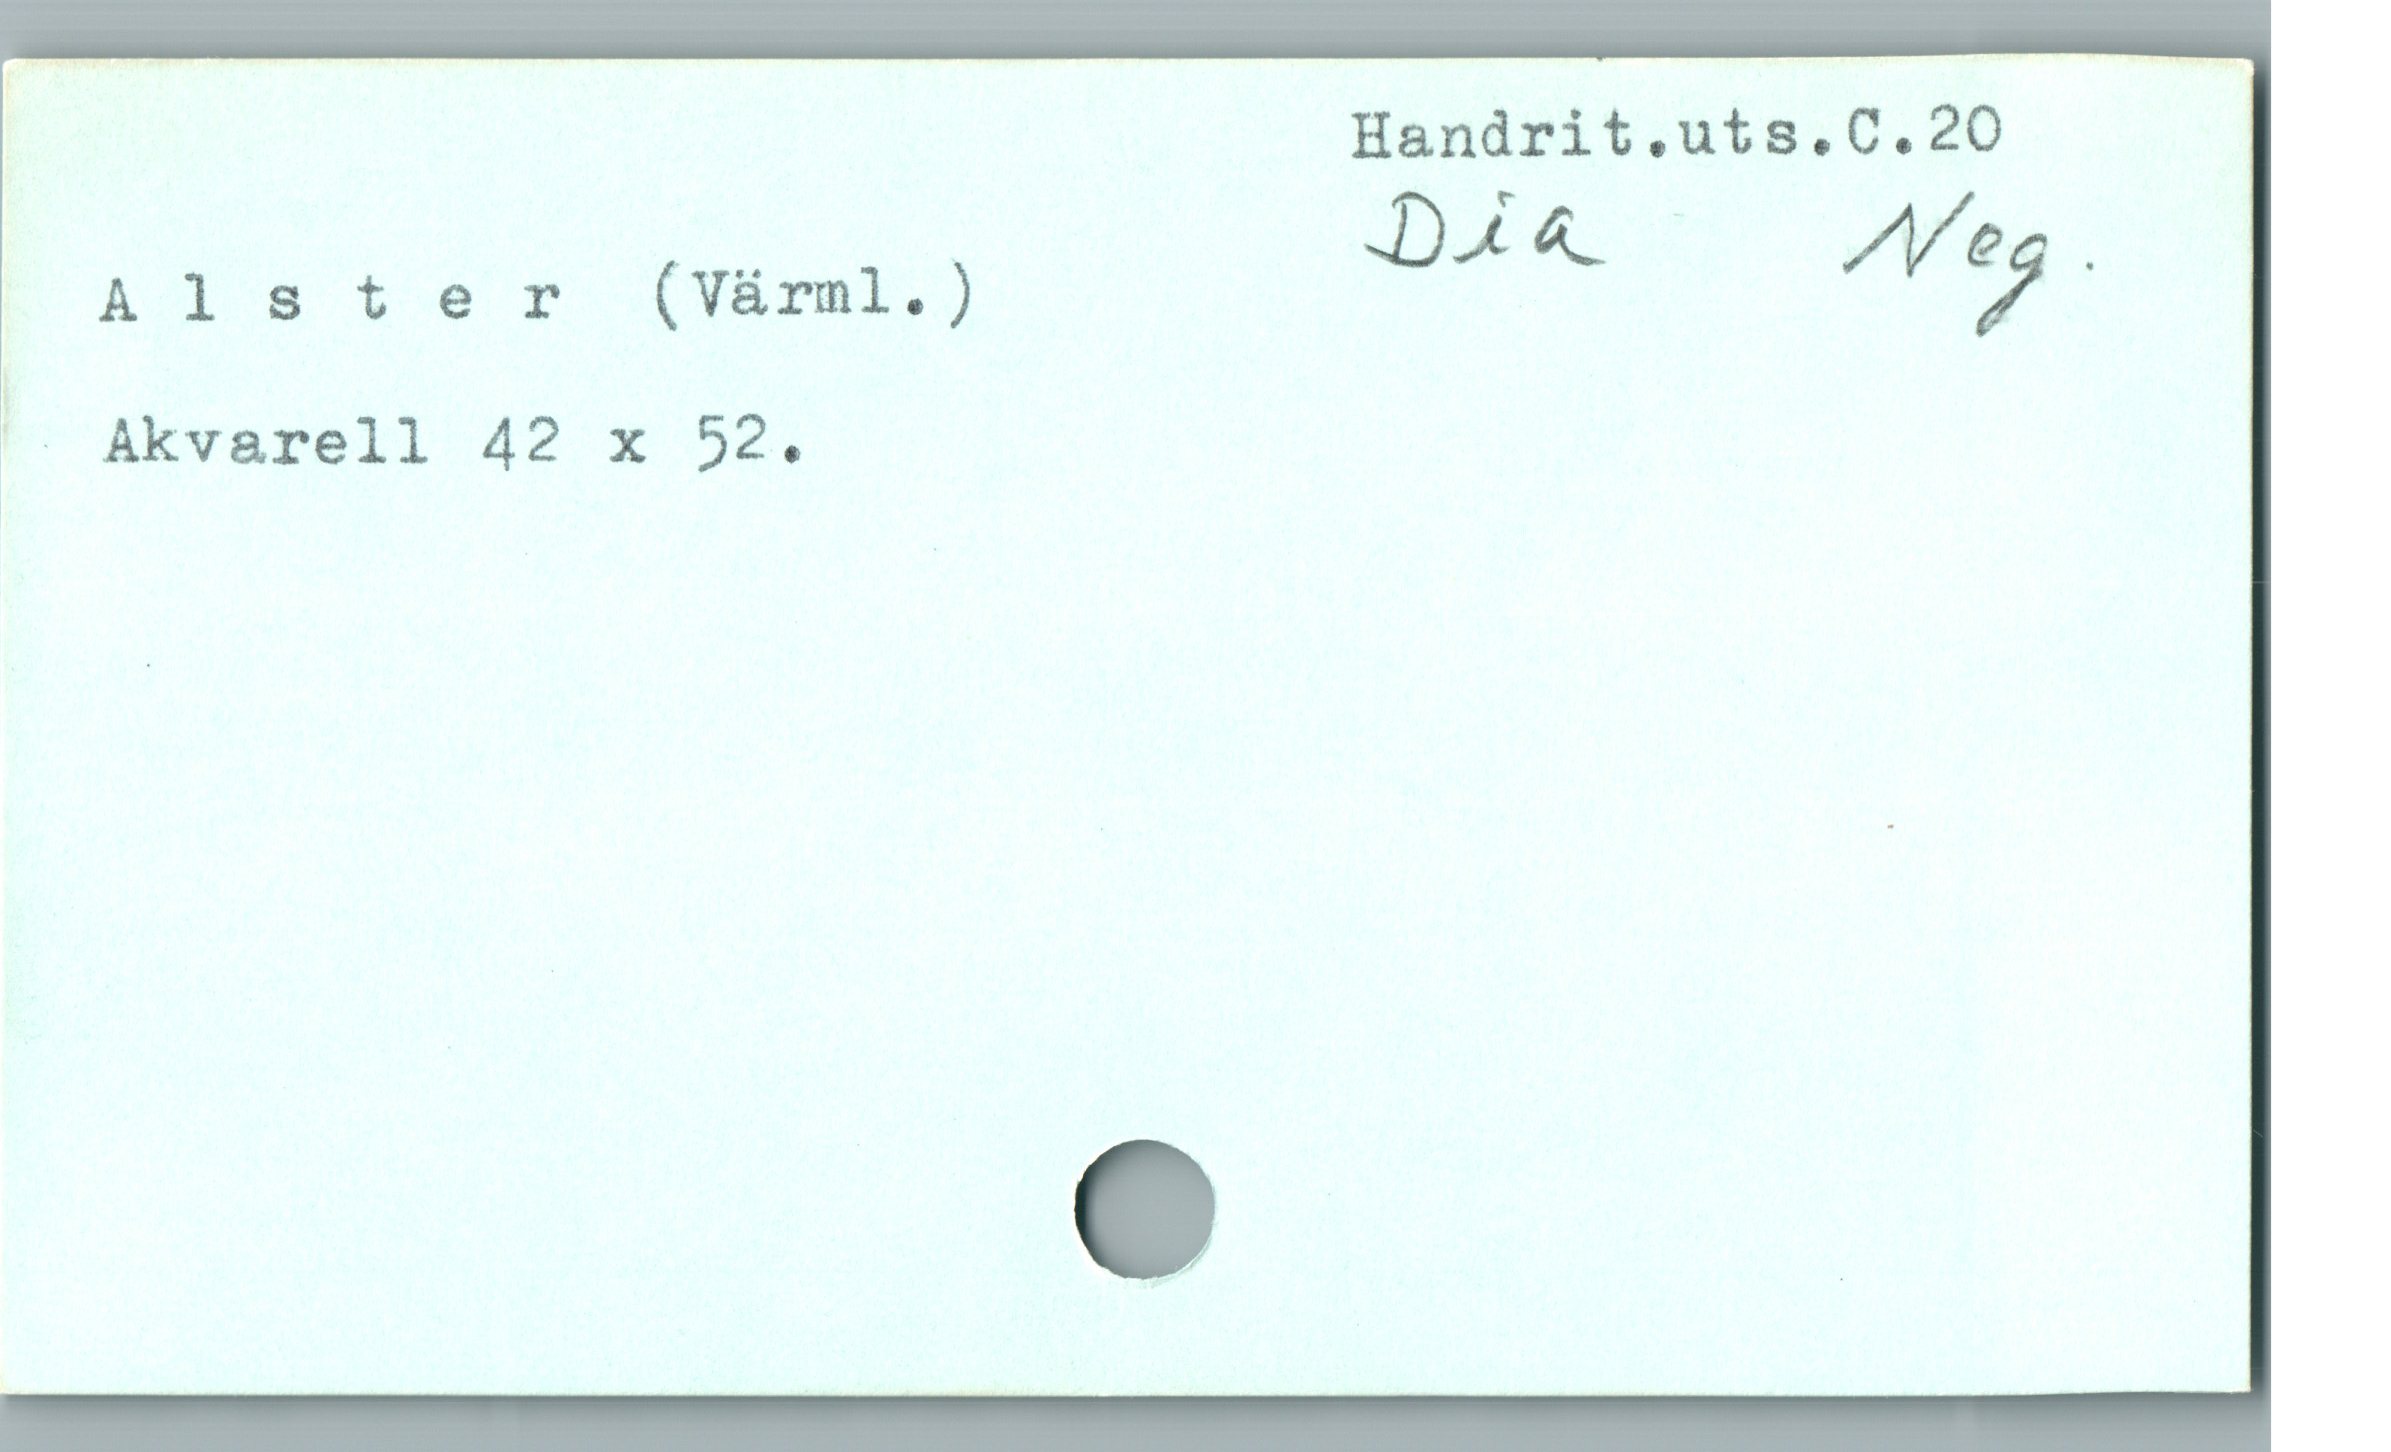 Handrit.uts.C.20
Dia Neg.
A l s t e r (Värml.)
Akvarell 42 x 52.